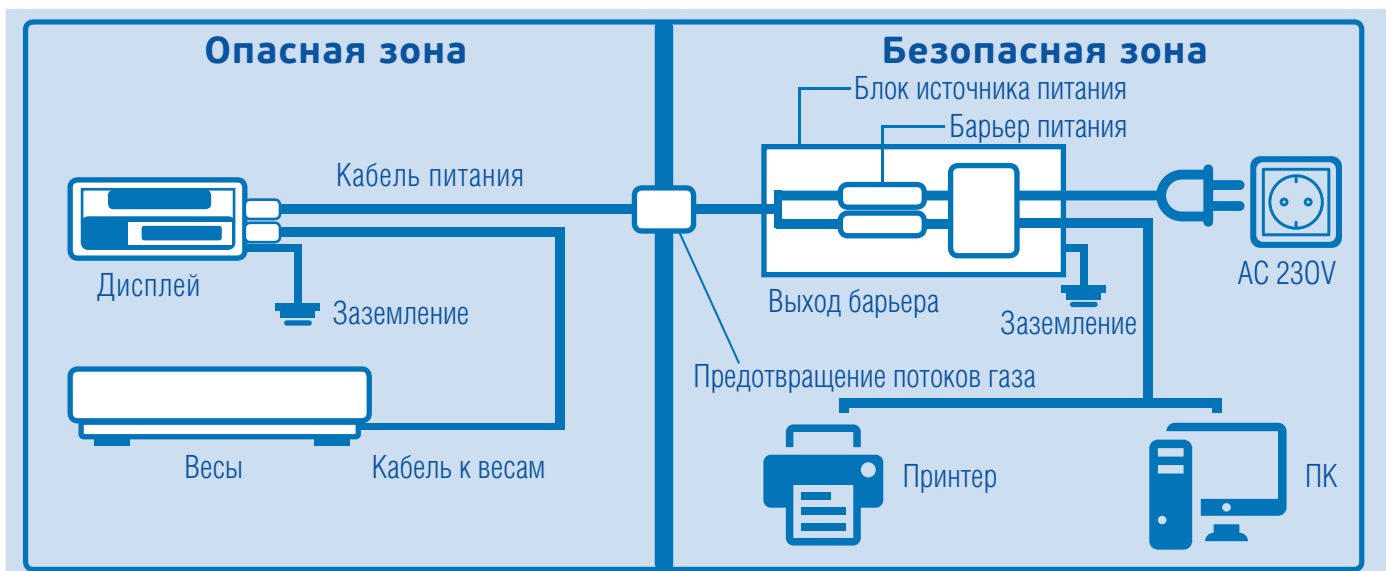 Опасная зона
Безопасная зона
Блок источника питания
Барьер питания
Кабель питания
Дисплей
Заземление
Выход барьера
Заземление
AC 230V
Предотвращение потоков газа
Весы
Кабель к весам
Принтер
ПК